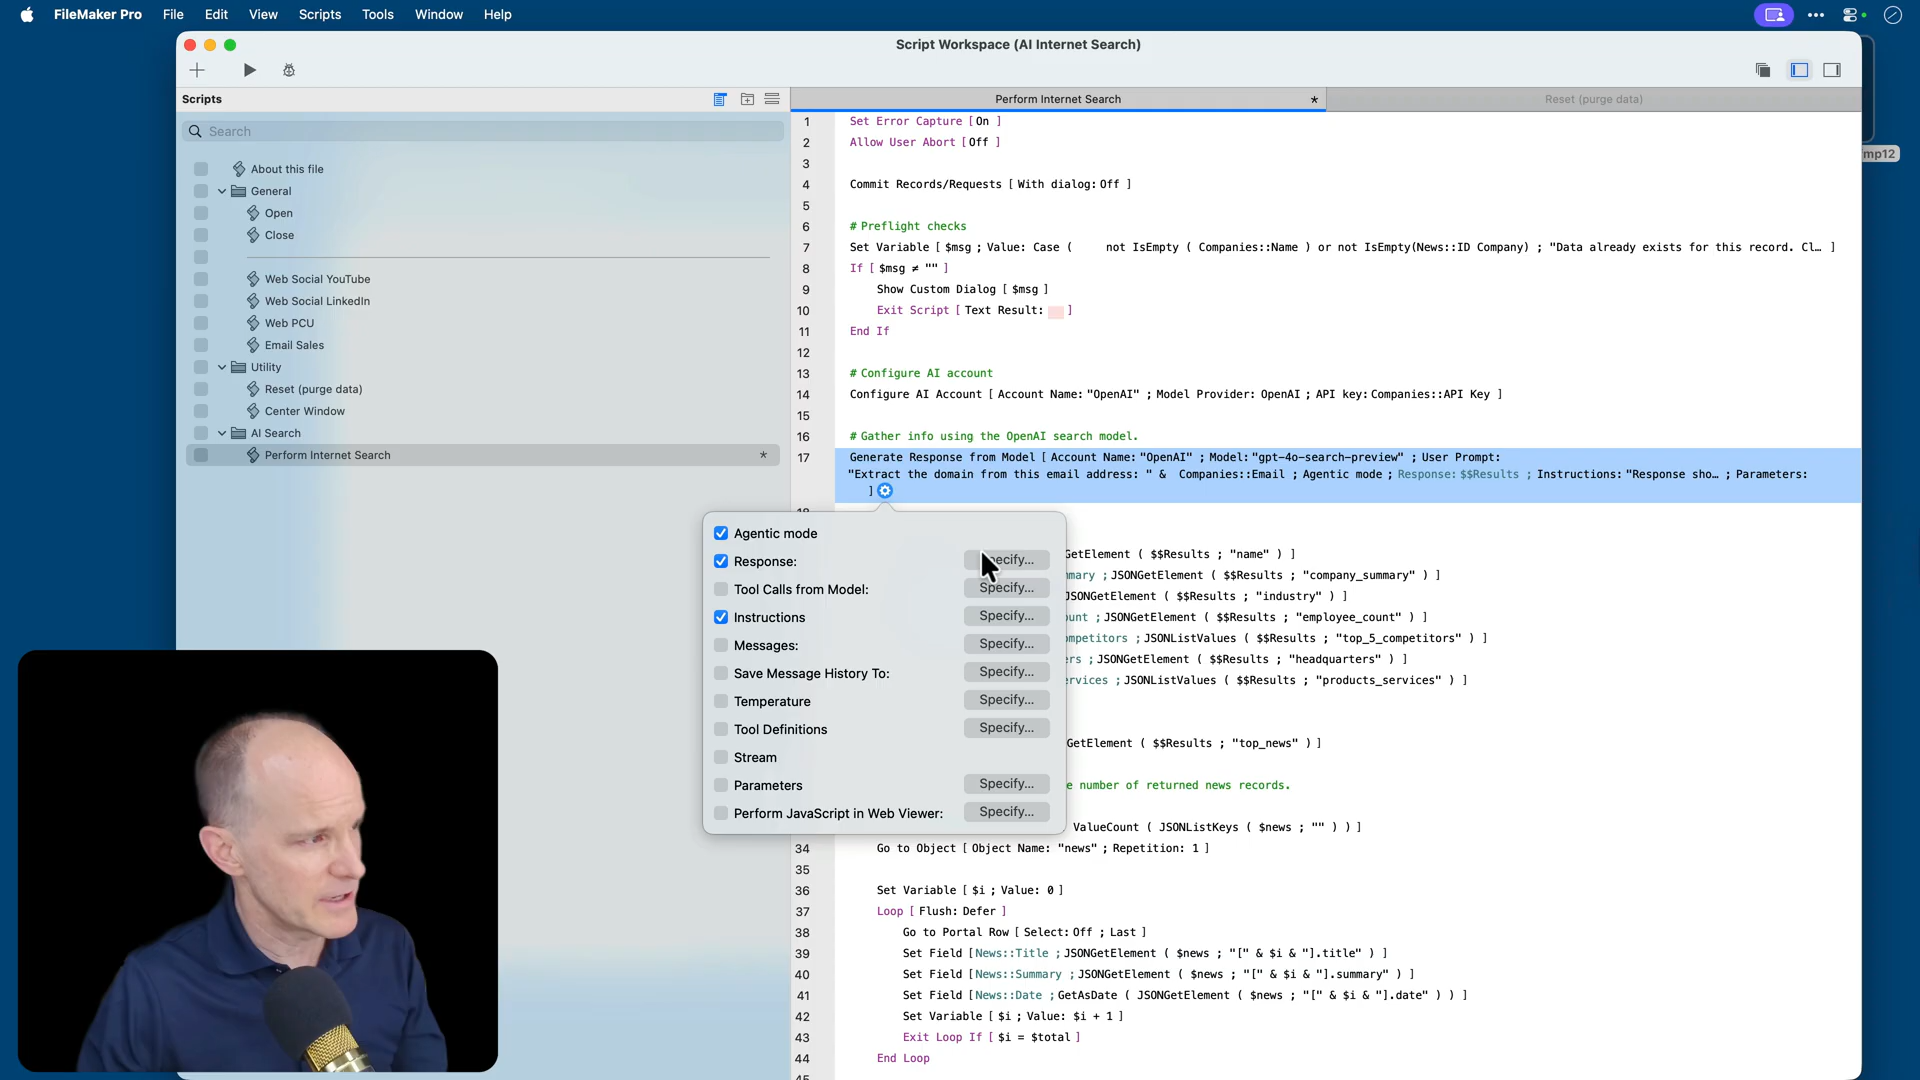 FileMaker Pro File Edit View Scripts Tools Window Help
Script Workspace (AI Internet Search)
Scripts
Search
About this file
General
Open
Close
Web Social YouTube
Web Social LinkedIn
Web PCU
Email Sales
Utility
Reset (purge data)
Center Window
AI Search
Perform Internet Search *
Perform Internet Search *
Reset (purge data)
mp12
1 Set Error Capture [ On ]
2 Allow User Abort [ Off ]
3
4 Commit Records/Requests [ With dialog: Off ]
5
6 # Preflight checks
7 Set Variable [ $msg ; Value: Case ( not IsEmpty ( Companies::Name ) or not IsEmpty(News::ID Company) ; "Data already exists for this record. Cl… ]
8 If [ $msg ≠ "" ]
9 Show Custom Dialog [ $msg ]
10 Exit Script [ Text Result: ]
11 End If
12
13 # Configure AI account
14 Configure AI Account [ Account Name: "OpenAI" ; Model Provider: OpenAI ; API key: Companies::API Key ]
15
16 # Gather info using the OpenAI search model.
17 Generate Response from Model [ Account Name: "OpenAI" ; Model: "gpt-4o-search-preview" ; User Prompt:
"Extract the domain from this email address: " & Companies::Email ; Agentic mode ; Response: $$Results ; Instructions: "Response sho… ; Parameters:
]
Agentic mode
Response: Specify...
Tool Calls from Model: Specify...
Instructions Specify...
Messages: Specify...
Save Message History To: Specify...
Temperature Specify...
Tool Definitions Specify...
Stream
Parameters Specify...
Perform JavaScript in Web Viewer: Specify...
GetElement ( $$Results ; "name" ) ]
mary ; JSONGetElement ( $$Results ; "company_summary" ) ]
JSONGetElement ( $$Results ; "industry" ) ]
unt ; JSONGetElement ( $$Results ; "employee_count" ) ]
mpetitors ; JSONListValues ( $$Results ; "top_5_competitors" ) ]
ers ; JSONGetElement ( $$Results ; "headquarters" ) ]
ervices ; JSONListValues ( $$Results ; "products_services" ) ]
GetElement ( $$Results ; "top_news" ) ]
e number of returned news records.
ValueCount ( JSONListKeys ( $news ; "" ) ) ]
34 Go to Object [ Object Name: "news" ; Repetition: 1 ]
35
36 Set Variable [ $i ; Value: 0 ]
37 Loop [ Flush: Defer ]
38 Go to Portal Row [ Select: Off ; Last ]
39 Set Field [ News::Title ; JSONGetElement ( $news ; "[" & $i & "].title" ) ]
40 Set Field [ News::Summary ; JSONGetElement ( $news ; "[" & $i & "].summary" ) ]
41 Set Field [ News::Date ; GetAsDate ( JSONGetElement ( $news ; "[" & $i & "].date" ) ) ]
42 Set Variable [ $i ; Value: $i + 1 ]
43 Exit Loop If [ $i = $total ]
44 End Loop